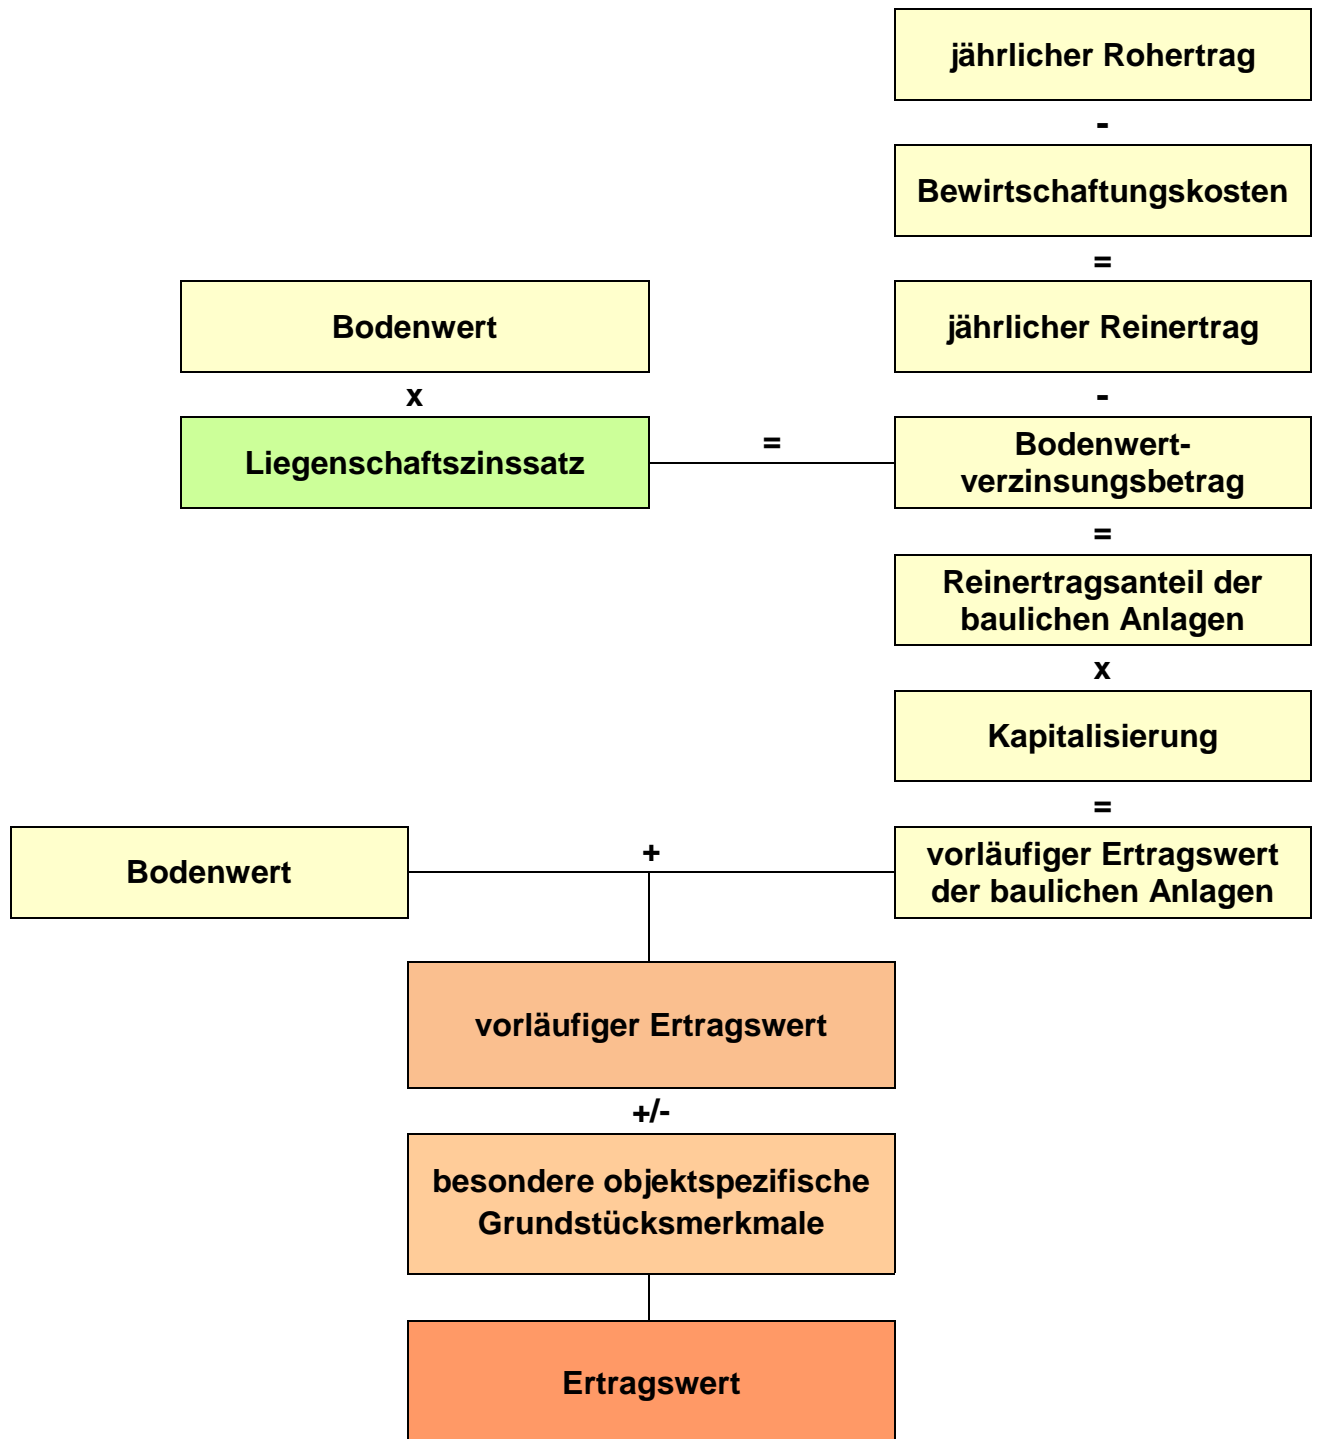 jährlicher Rohertrag
-
Bewirtschaftungskosten
=
Bodenwert
jährlicher Reinertrag
x
-
Liegenschaftszinssatz
=
Bodenwert-
verzinsungsbetrag
=
Reinertragsanteil der
baulichen Anlagen
x
Kapitalisierung
=
Bodenwert
+
vorläufiger Ertragswert
der baulichen Anlagen
vorläufiger Ertragswert
+/-
besondere objektspezifische
Grundstücksmerkmale
Ertragswert